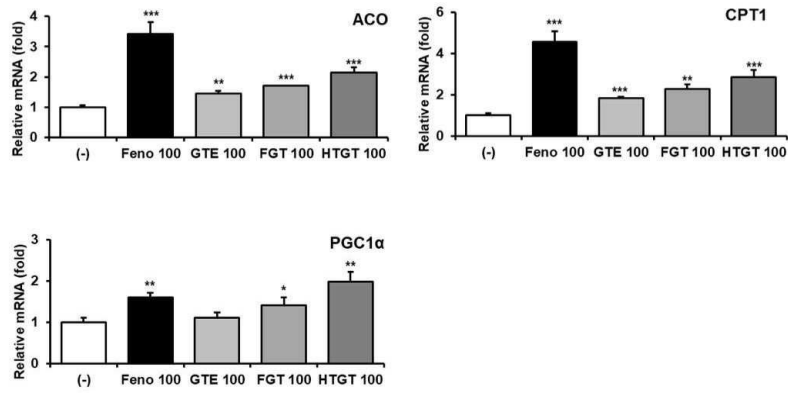 ACO
Relative mRNA (fold)
4
3
2
1
0
***
**
***
***
(-) Feno 100 GTE 100 FGT 100 HTGT 100
CPT1
Relative mRNA (fold)
6
4
2
0
***
***
**
***
(-) Feno 100 GTE 100 FGT 100 HTGT 100
PGC1α
Relative mRNA (fold)
3
2
1
0
**
*
**
(-) Feno 100 GTE 100 FGT 100 HTGT 100